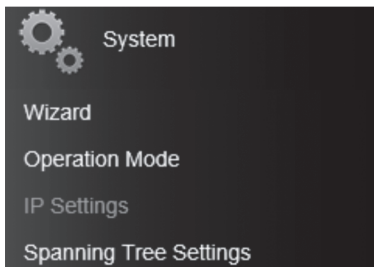 System
Wizard
Operation Mode
IP Settings
Spanning Tree Settings